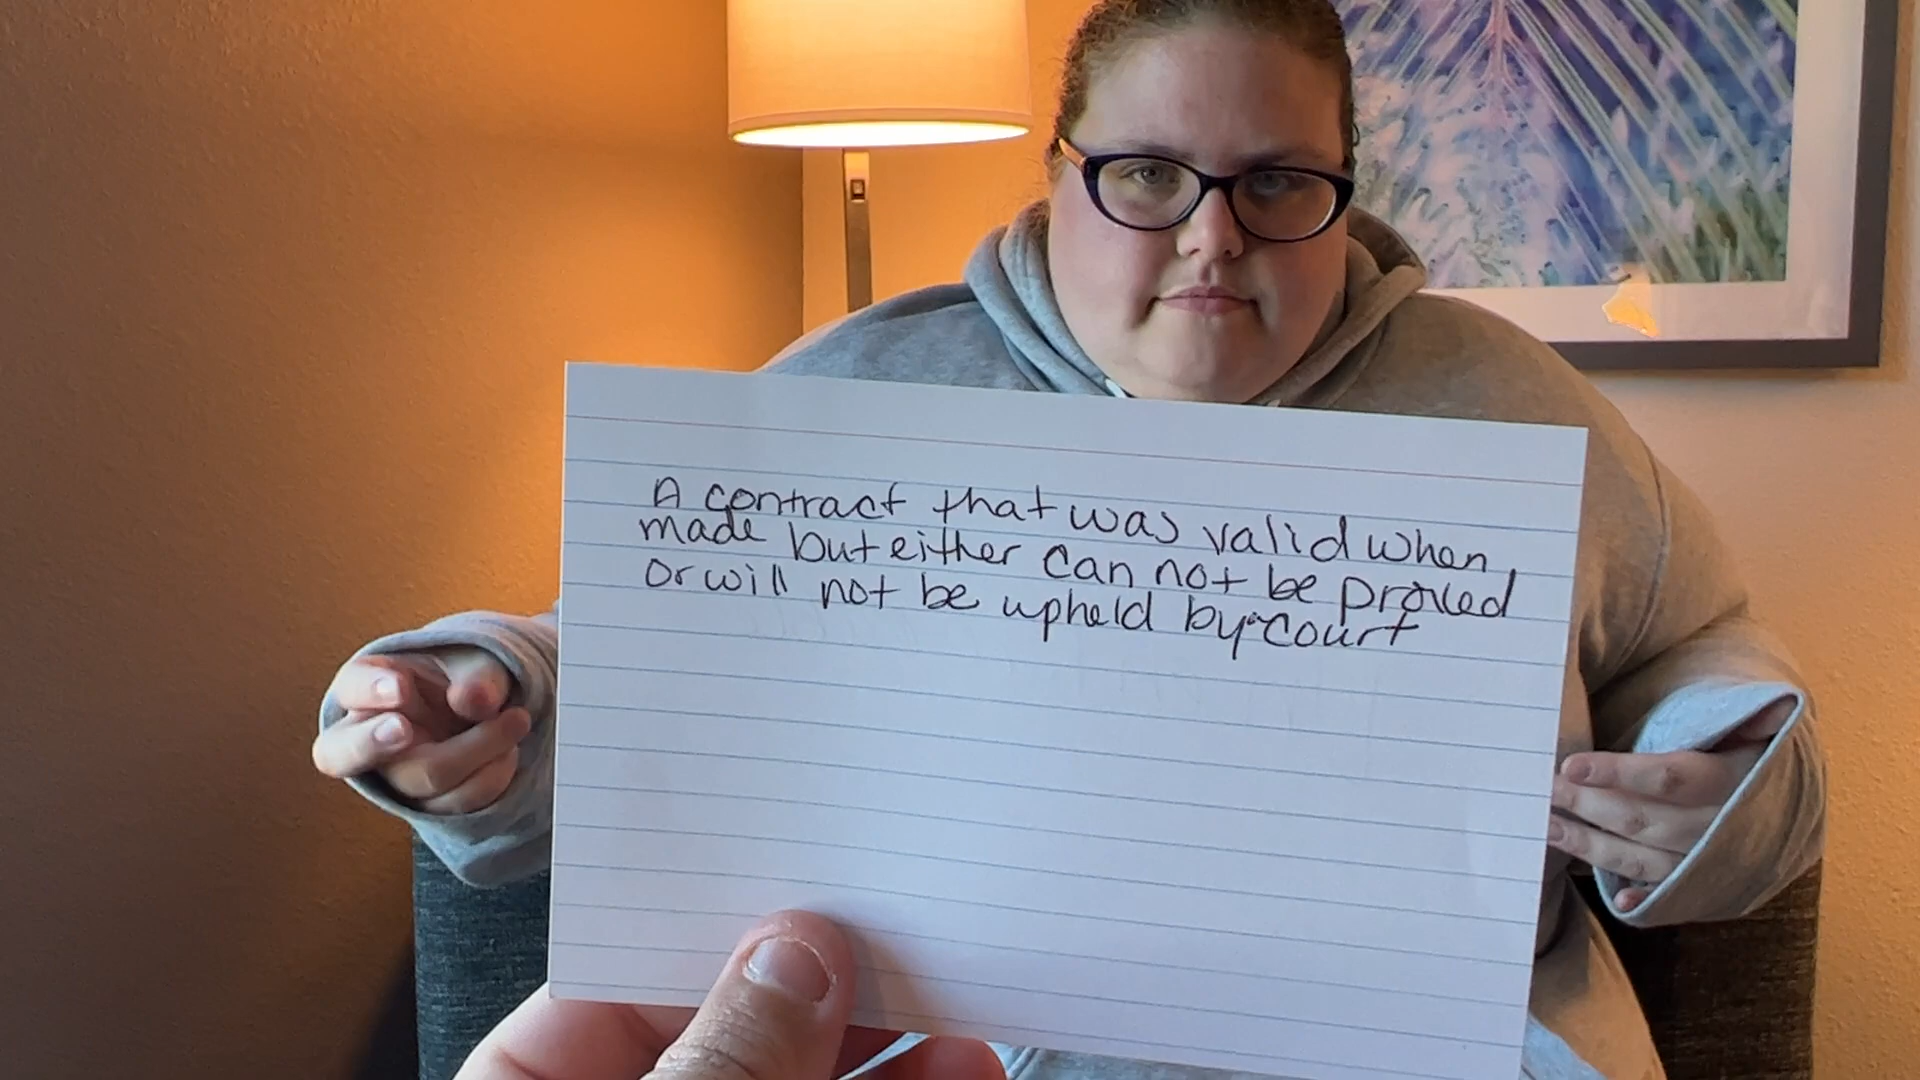 A contract that was valid when
made but either can not be proved
or will not be upheld by court